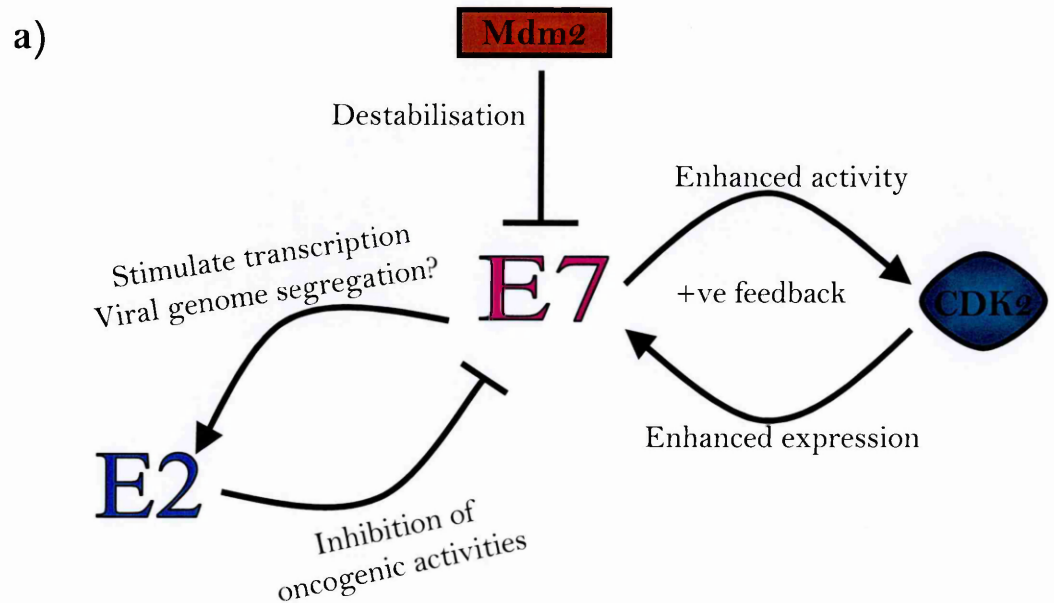 a)
Mdm2
Destabilisation
Enhanced activity
Stimulate transcription
Viral genome segregation?
E7
+ve feedback
CDK2
Enhanced expression
E2
Inhibition of
oncogenic activities